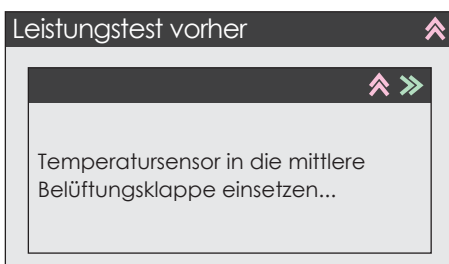 Leistungstest vorher
Temperatursensor in die mittlere
Belüftungsklappe einsetzen...